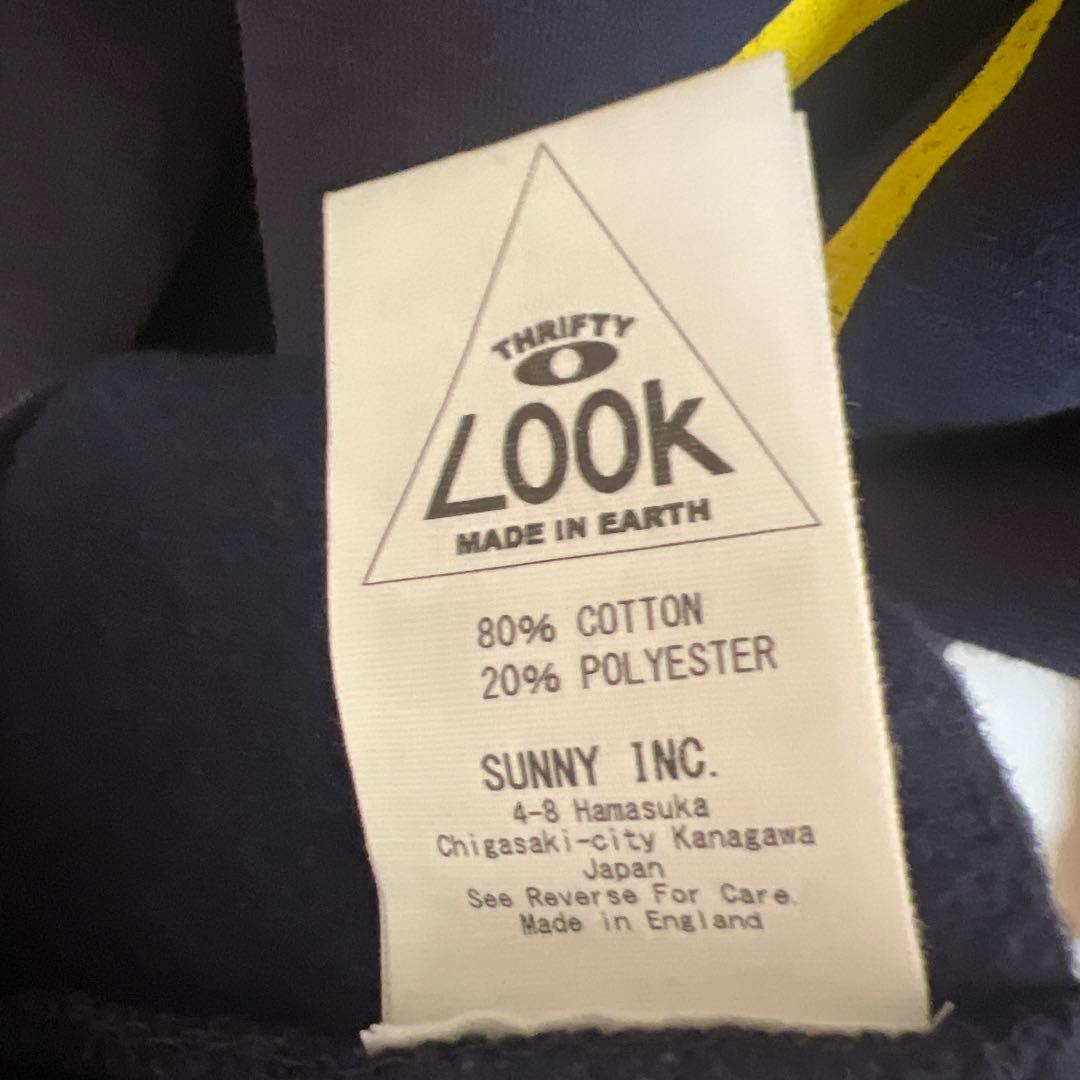 THRIFTY
LOOK
MADE IN EARTH
80% COTTON
20% POLYESTER
SUNNY INC.
4-8 Hamasuka
Chigasaki-city Kanagawa
Japan
See Reverse For Care.
Made in England